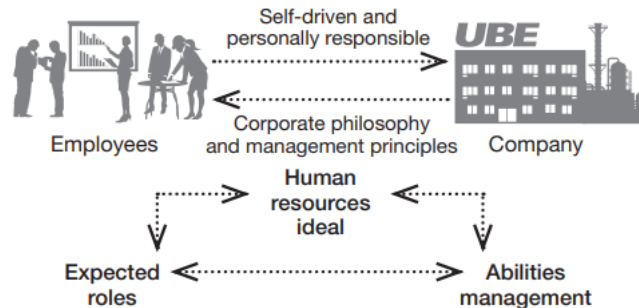 Self-driven and
personally responsible
UBE
Employees
Corporate philosophy
and management principles
Company
Human
resources
ideal
Expected
roles
Abilities
management